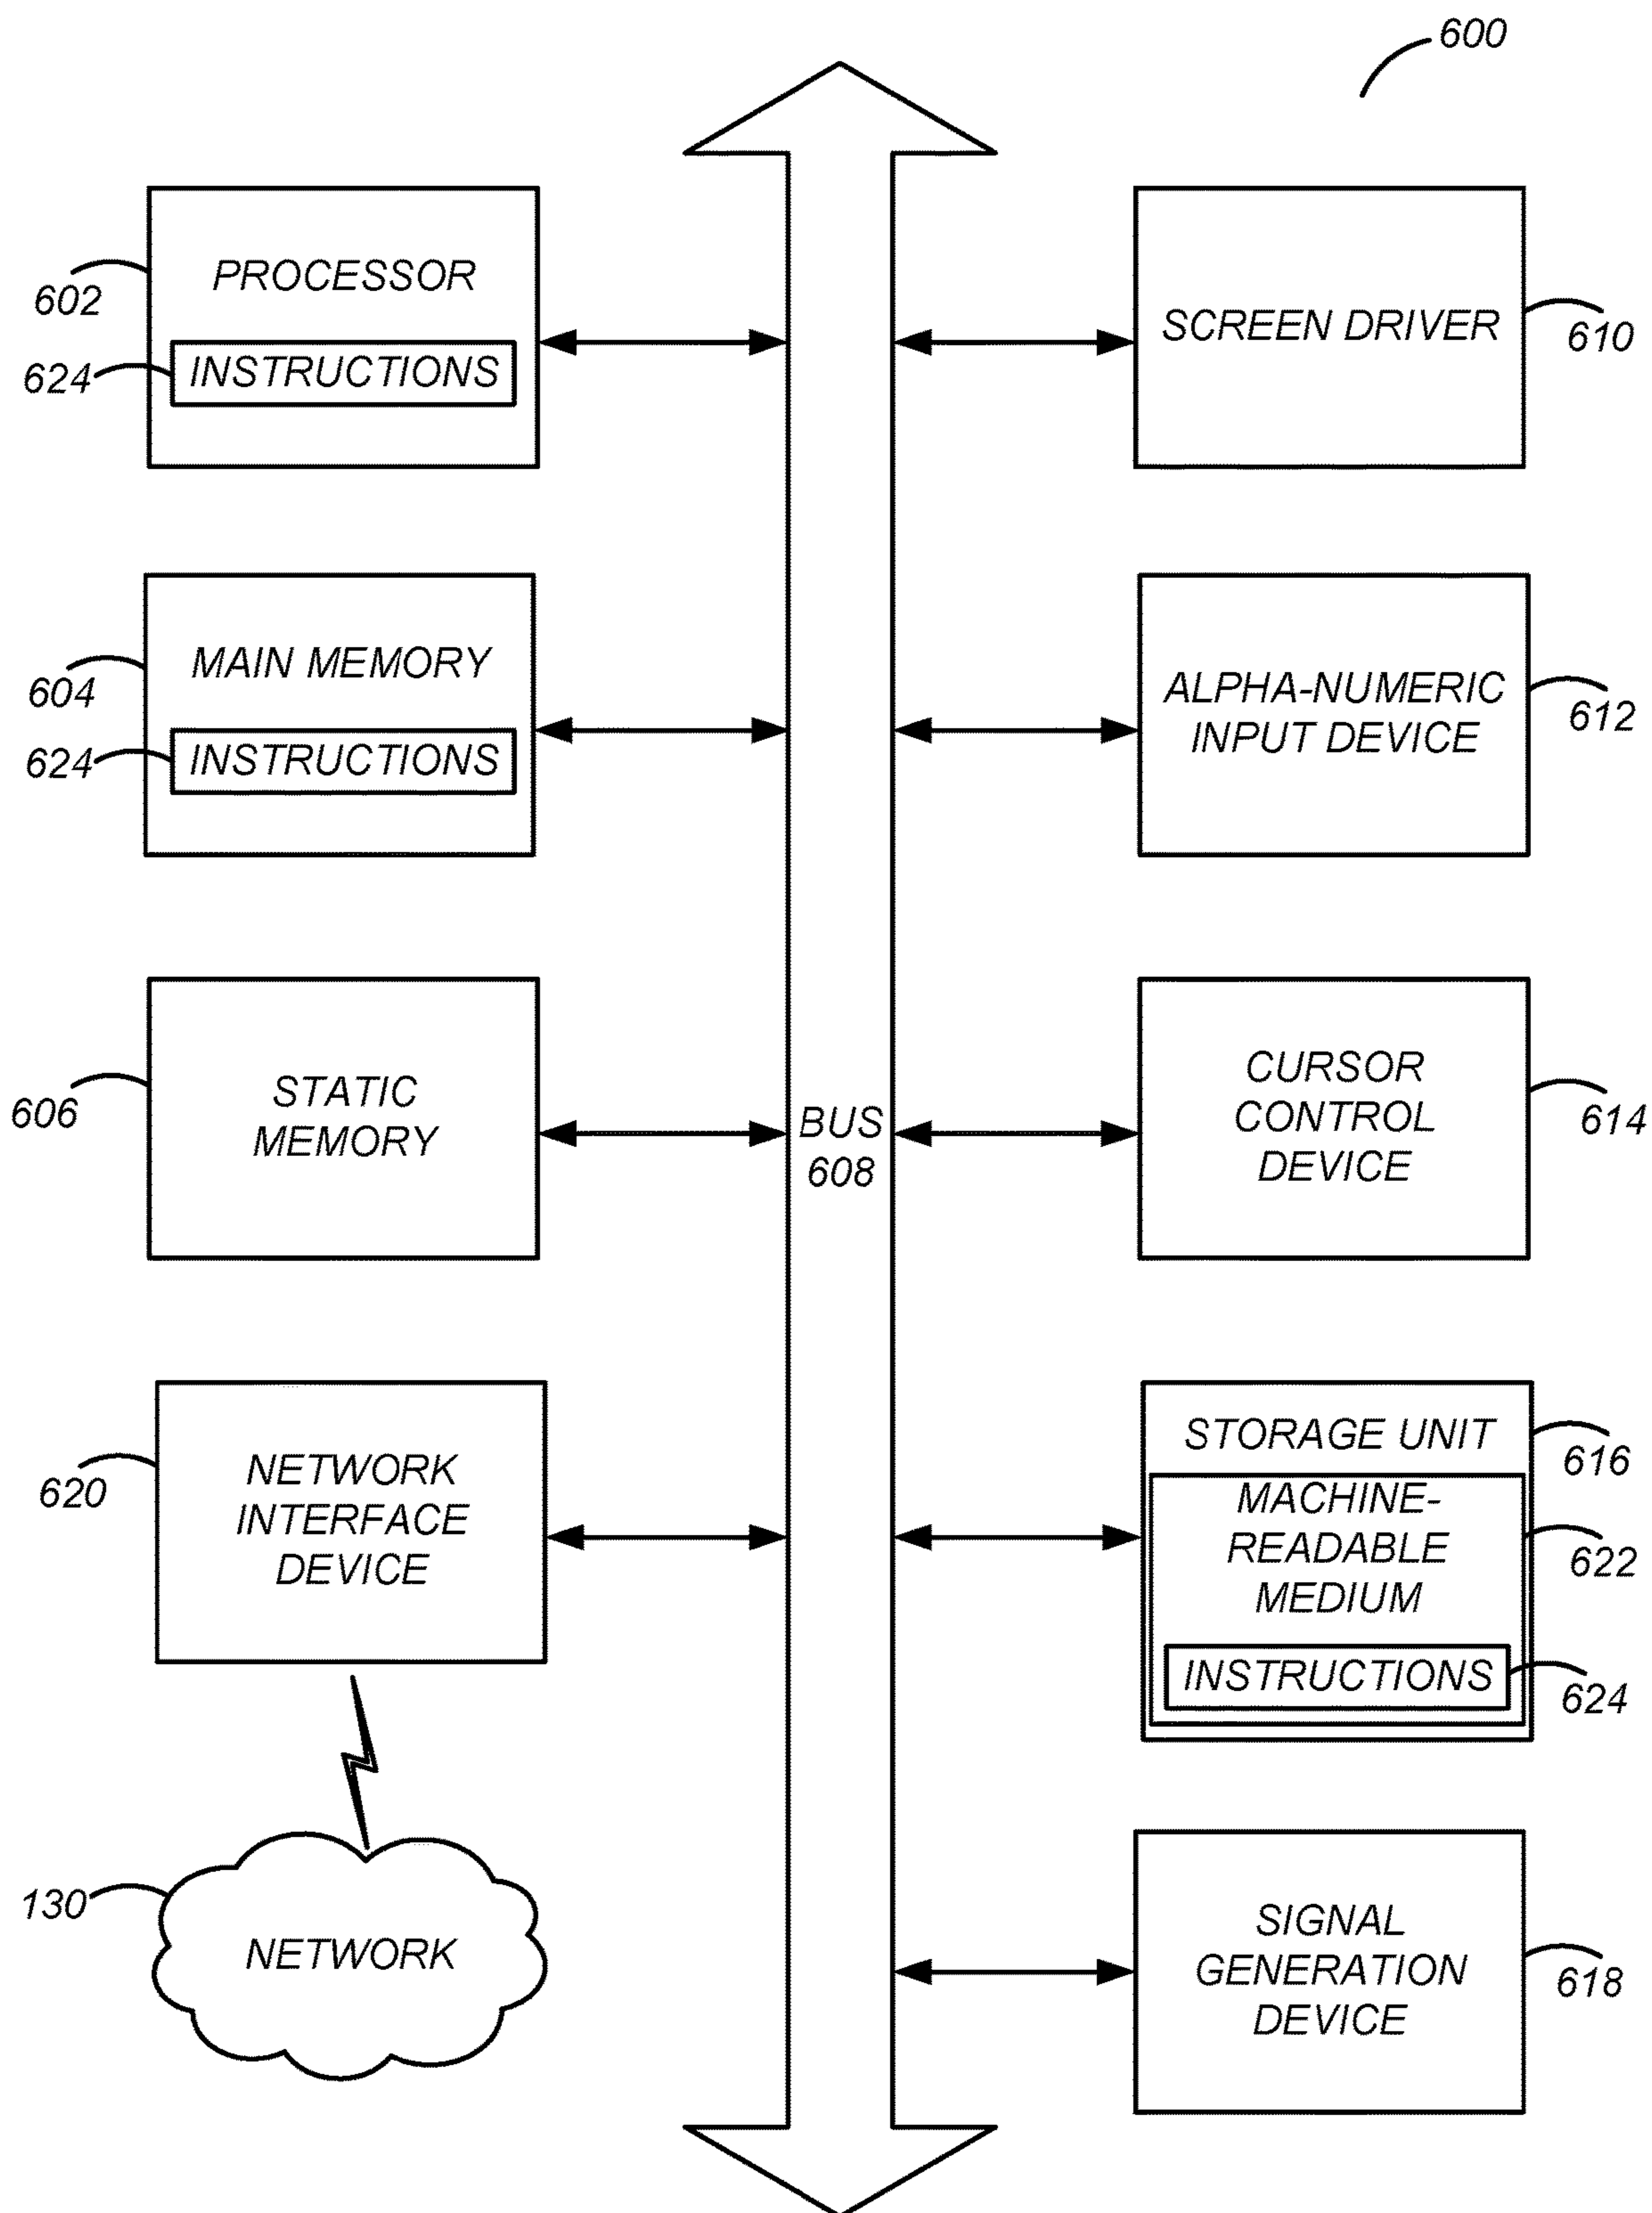 600
PROCESSOR
602
INSTRUCTIONS
624
SCREEN DRIVER
610
MAIN MEMORY
604
INSTRUCTIONS
624
ALPHA-NUMERIC
INPUT DEVICE
612
STATIC
MEMORY
606
BUS
608
CURSOR
CONTROL
DEVICE
614
NETWORK
INTERFACE
DEVICE
620
STORAGE UNIT
616
MACHINE-
READABLE
MEDIUM
622
INSTRUCTIONS
624
130
NETWORK
SIGNAL
GENERATION
DEVICE
618